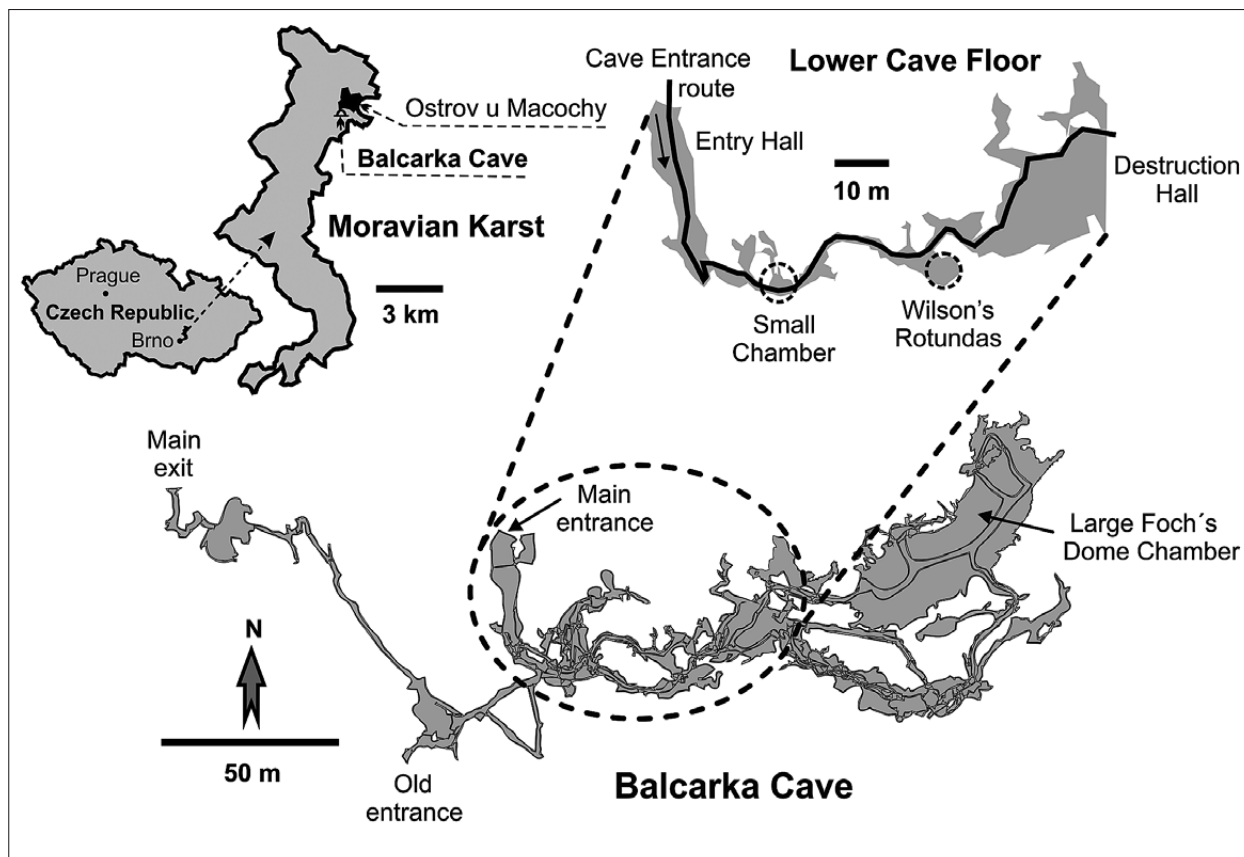 Cave Entrance
route
Lower Cave Floor
Ostrov u Macochy
Entry Hall
Balcarka Cave
10 m
Destruction
Hall
Moravian Karst
Prague
Czech Republic
Brno
3 km
Small
Chamber
Wilson's
Rotundas
Main
exit
Main
entrance
Large Foch´s
Dome Chamber
N
50 m
Old
entrance
Balcarka Cave